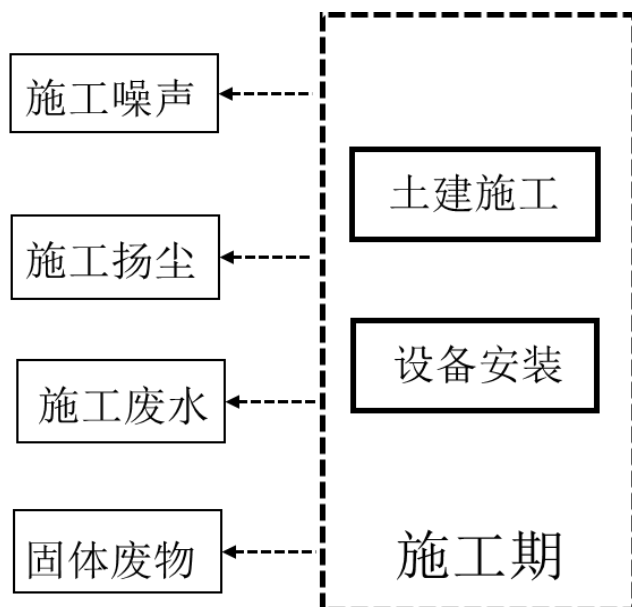 施工噪声
施工扬尘
施工废水
固体废物
土建施工
设备安装
施工期